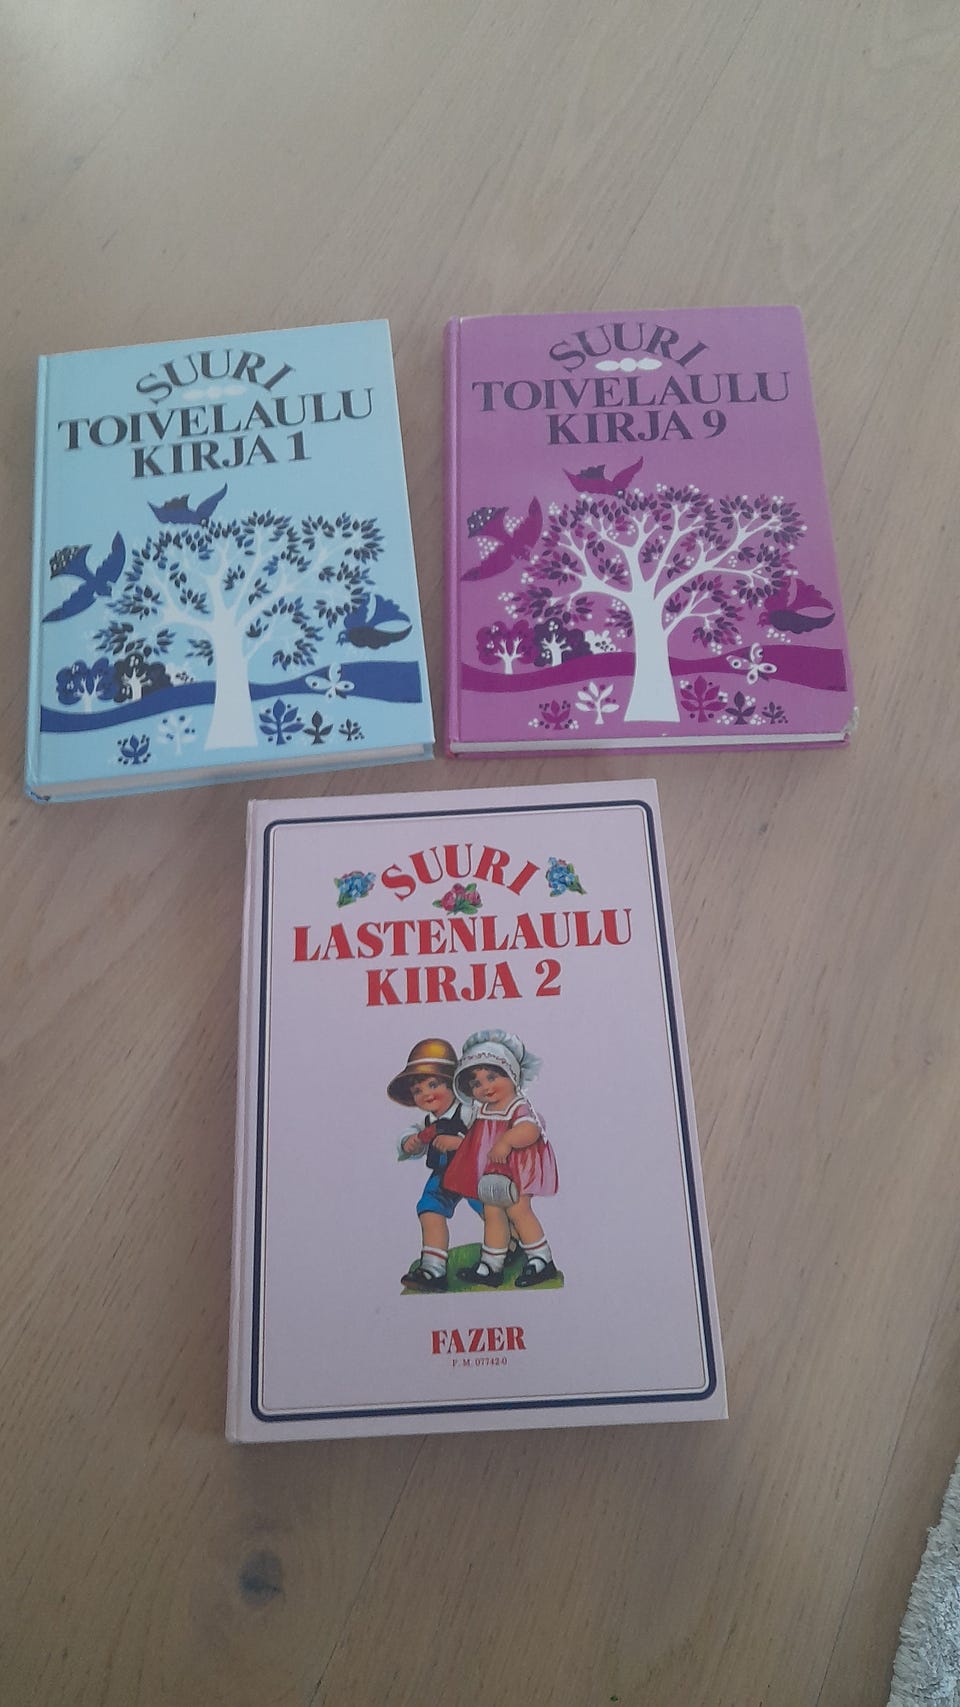 SUURI
TOIVELAULU
KIRJA 1
SUURI
TOIVELAULU
KIRJA 9
SUURI
LASTENLAULU
KIRJA 2
FAZER
F. M. 07742-0